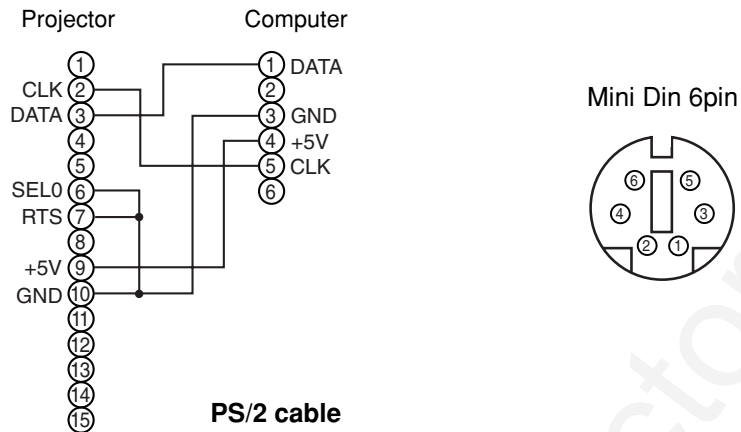 Projector Computer
1 1 DATA
CLK 2 2
DATA 3 3 GND
4 4 +5V
5 5 CLK
SEL0 6 6
RTS 7
8
+5V 9
GND 10
11
12
13
14
15
PS/2 cable
Mini Din 6pin
6 5
4 3
2 1